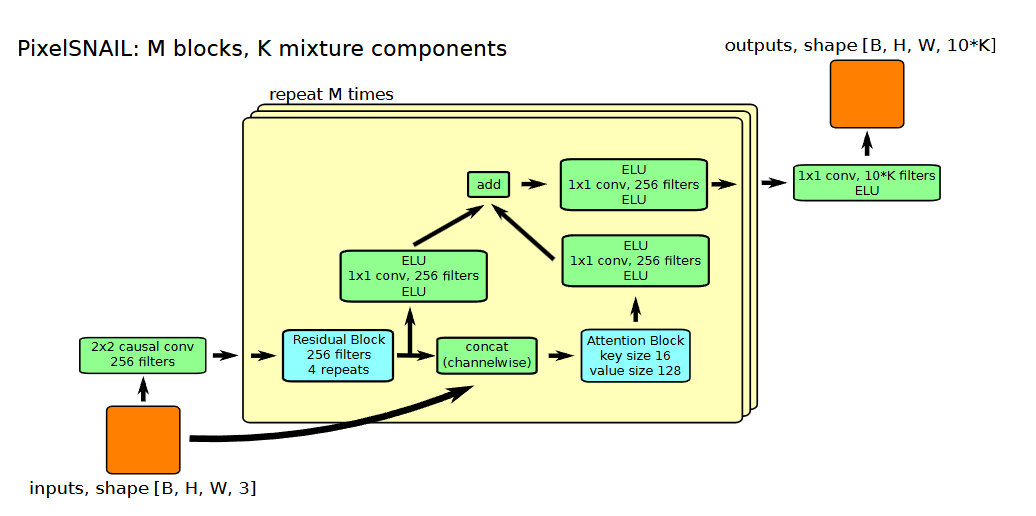 PixelSNAIL: M blocks, K mixture components
outputs, shape [B, H, W, 10*K]
repeat M times
add
ELU
1x1 conv, 256 filters
ELU
1x1 conv, 10*K filters
ELU
ELU
1x1 conv, 256 filters
ELU
ELU
1x1 conv, 256 filters
ELU
2x2 causal conv
256 filters
Residual Block
256 filters
4 repeats
concat
(channelwise)
Attention Block
key size 16
value size 128
inputs, shape [B, H, W, 3]